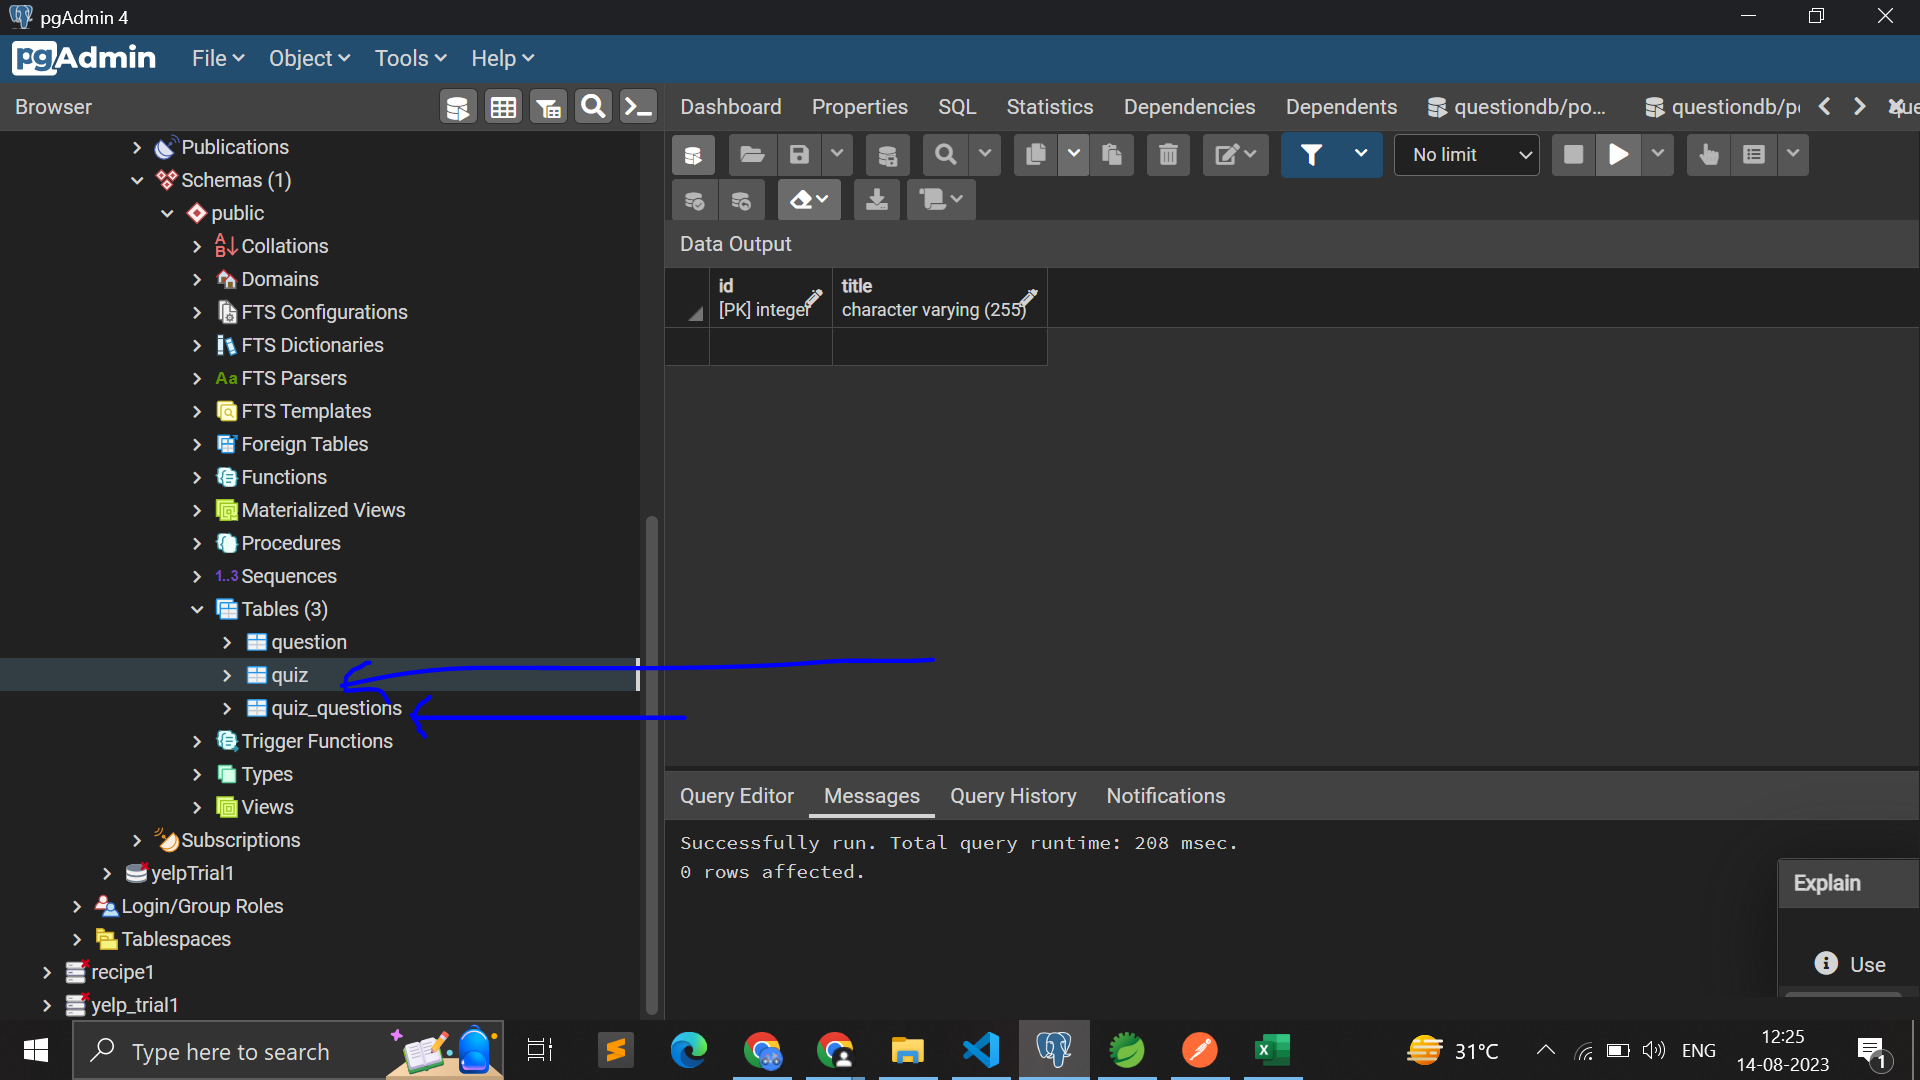 pgAdmin 4
pgAdmin File Object Tools Help
Browser
Dashboard Properties SQL Statistics Dependencies Dependents questiondb/po... questiondb/p
No limit
Publications
Schemas (1)
public
Collations
Domains
FTS Configurations
FTS Dictionaries
Aa FTS Parsers
FTS Templates
Foreign Tables
Functions
Materialized Views
Procedures
1..3 Sequences
Tables (3)
question
quiz
quiz_questions
Trigger Functions
Types
Views
Subscriptions
yelpTrial1
Login/Group Roles
Tablespaces
recipe1
yelp_trial1
Data Output
id
[PK] integer
title
character varying (255)
Query Editor Messages Query History Notifications
Successfully run. Total query runtime: 208 msec.
0 rows affected.
Explain
Use
Type here to search
31°C
ENG
12:25
14-08-2023
1